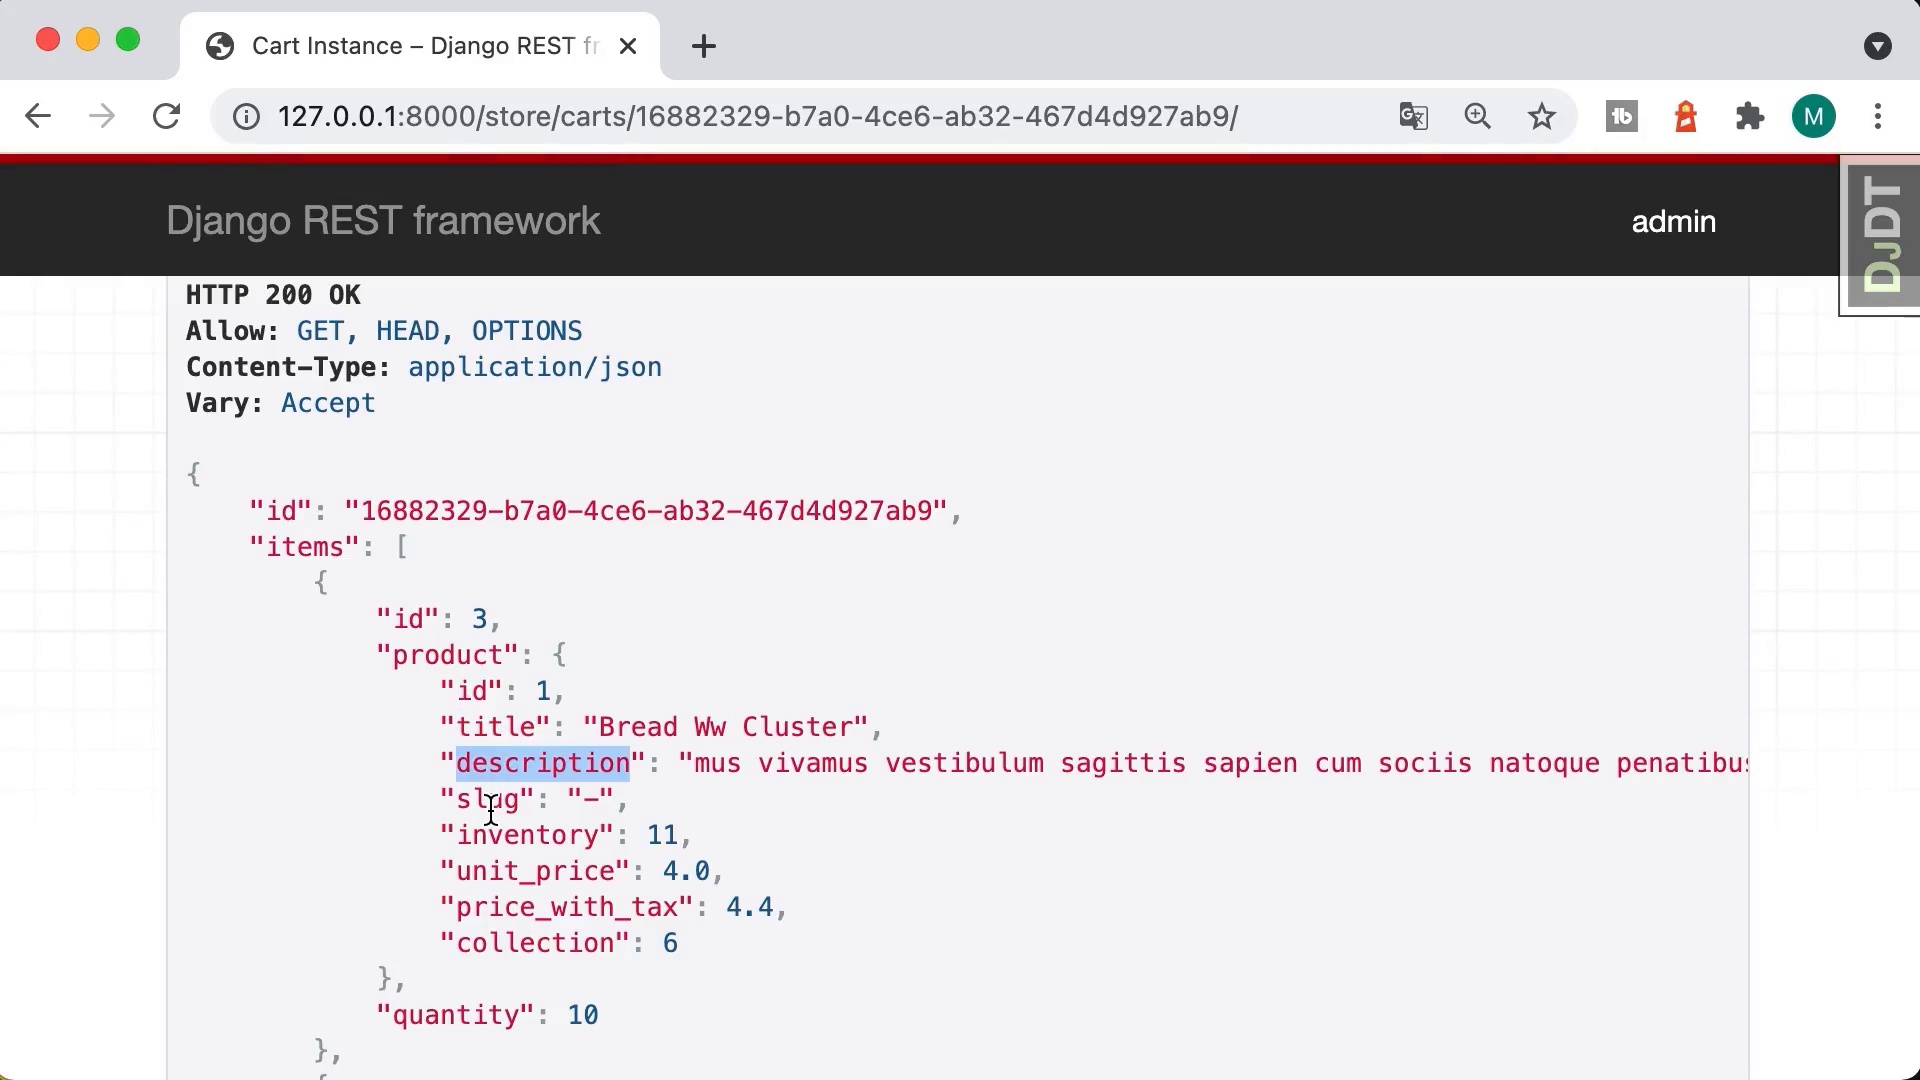 Cart Instance – Django REST fr
127.0.0.1:8000/store/carts/16882329-b7a0-4ce6-ab32-467d4d927ab9/
tb
M
Django REST framework
admin
DjDT
HTTP 200 OK
Allow: GET, HEAD, OPTIONS
Content-Type: application/json
Vary: Accept
{
"id": "16882329-b7a0-4ce6-ab32-467d4d927ab9",
"items": [
{
"id": 3,
"product": {
"id": 1,
"title": "Bread Ww Cluster",
"description": "mus vivamus vestibulum sagittis sapien cum sociis natoque penatibus
"slug": "-",
"inventory": 11,
"unit_price": 4.0,
"price_with_tax": 4.4,
"collection": 6
},
"quantity": 10
},
{